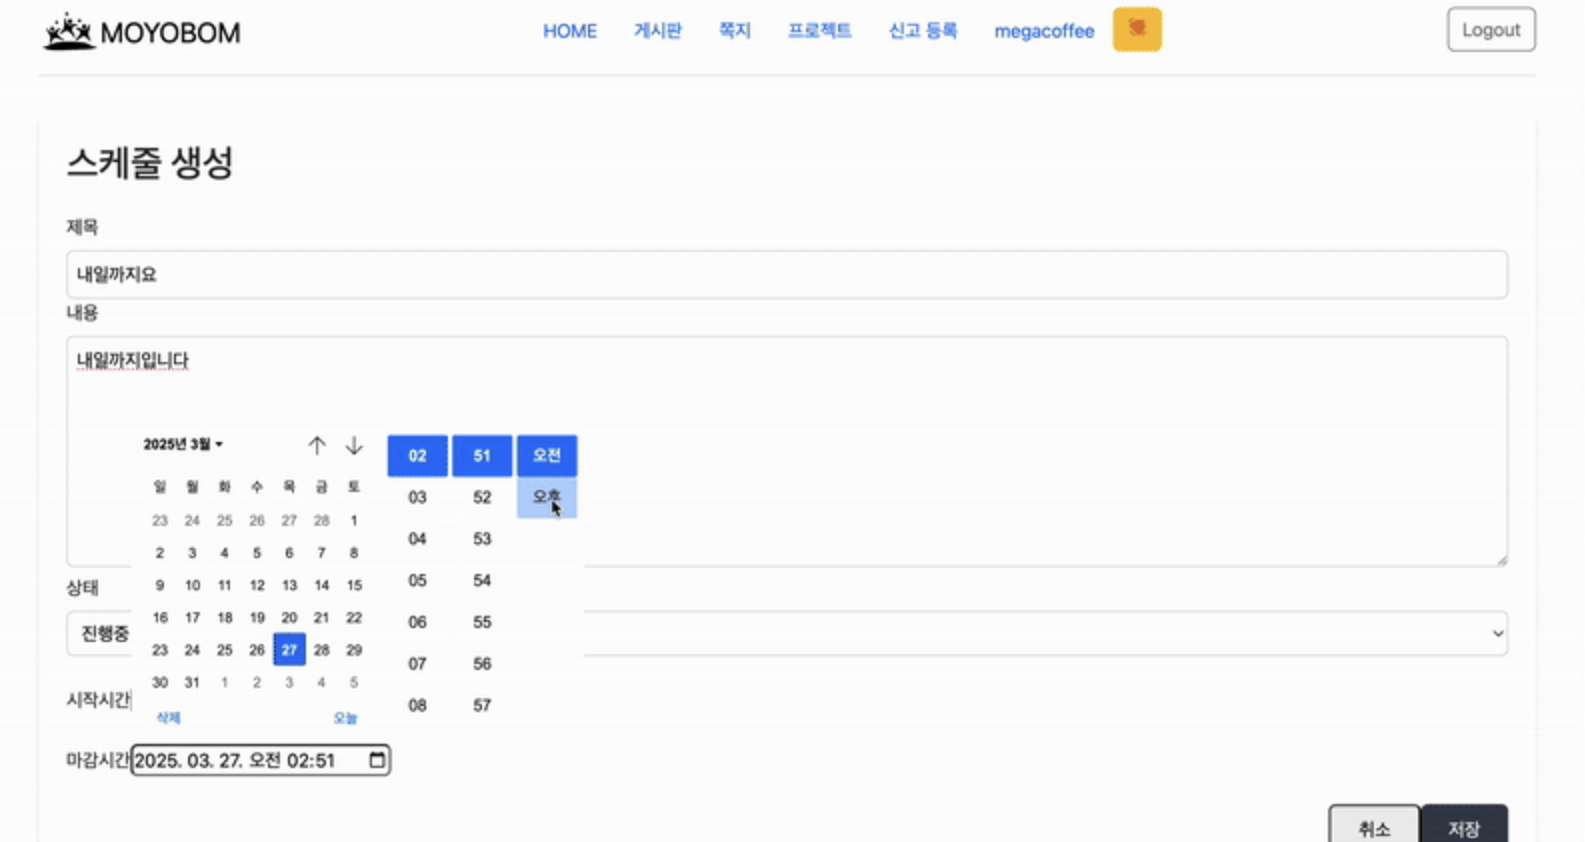 MOYOBOM HOME 게시판 쪽지 프로젝트 신고 등록 megacoffee Logout
스케줄 생성
제목
내일까지요
내용
내일까지입니다
2025년 3월
일 월 화 수 목 금 토
23 24 25 26 27 28 1
2 3 4 5 6 7 8
9 10 11 12 13 14 15
16 17 18 19 20 21 22
23 24 25 26 27 28 29
30 31 1 2 3 4 5
삭제 오늘
02 51 오전
03 52 오후
04 53
05 54
06 55
07 56
08 57
상태
진행중
시작시간
마감시간 2025. 03. 27. 오전 02:51
취소 저장